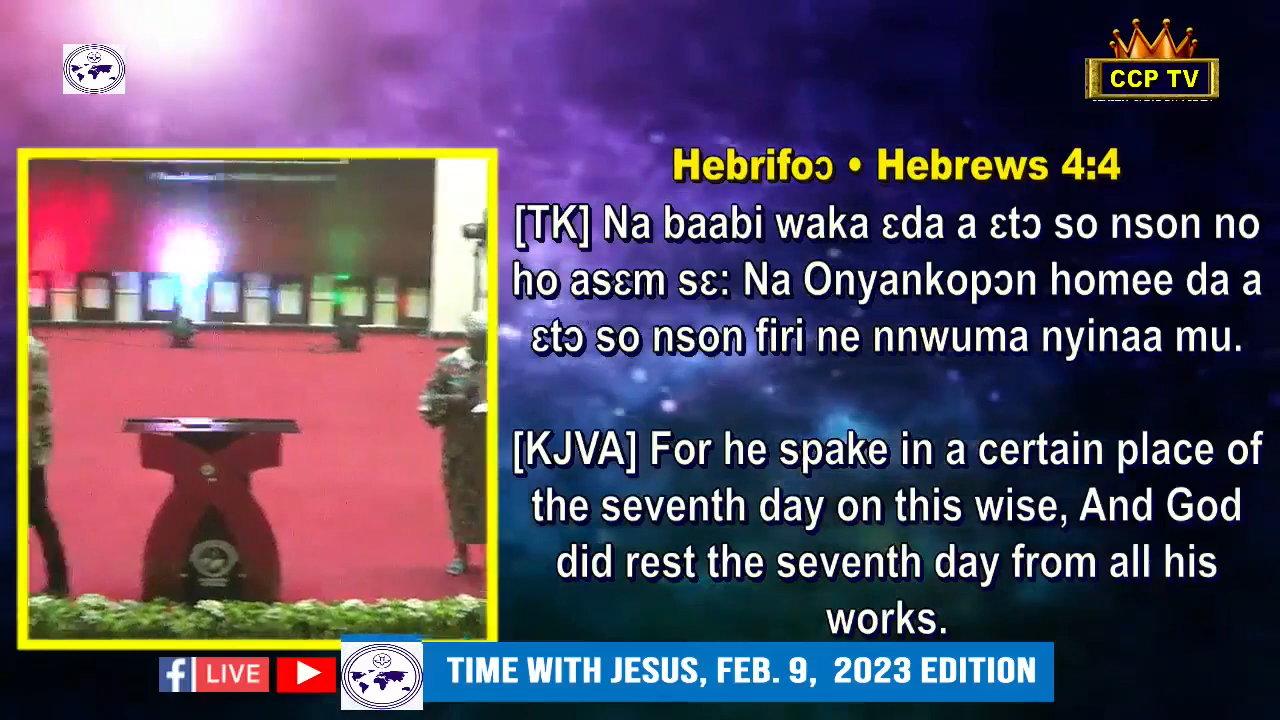 CCP TV
Hebrifoɔ • Hebrews 4:4
[TK] Na baabi waka ɛda a ɛtɔ so nson no
ho asɛm sɛ: Na Onyankopɔn homee da a
ɛtɔ so nson firi ne nnwuma nyinaa mu.
[KJVA] For he spake in a certain place of
the seventh day on this wise, And God
did rest the seventh day from all his
works.
f LIVE
TIME WITH JESUS, FEB. 9, 2023 EDITION